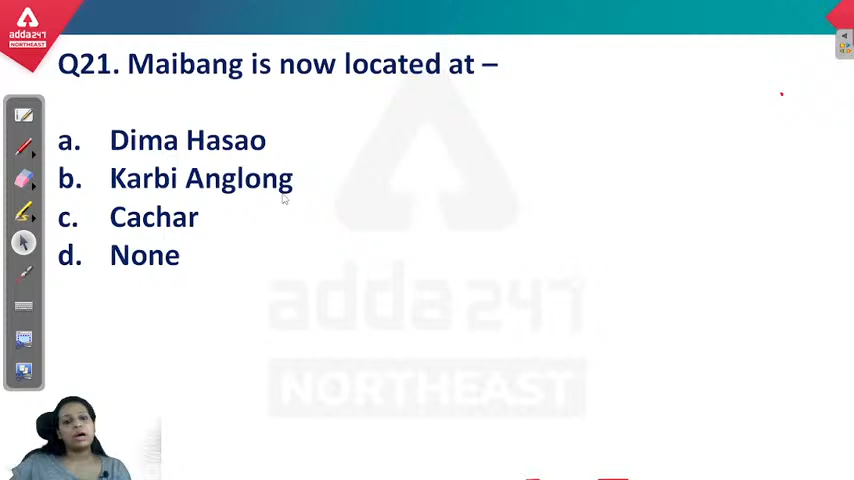 adda247
NORTHEAST
Q21. Maibang is now located at –
a. Dima Hasao
b. Karbi Anglong
c. Cachar
d. None
adda247
NORTHEAST